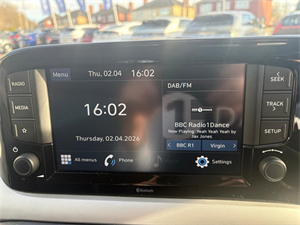 Menu
Thu, 02.04
16:02
RADIO
MEDIA
SEEK
TRACK
SETUP
DAB/FM
16:02
Thursday, 02.04.2026
BBC Radio1Dance
Now Playing: Yeah Yeah Yeah by
Jax Jones
BBC R1
Virgin
All menus
Phone
Settings
Bluetooth